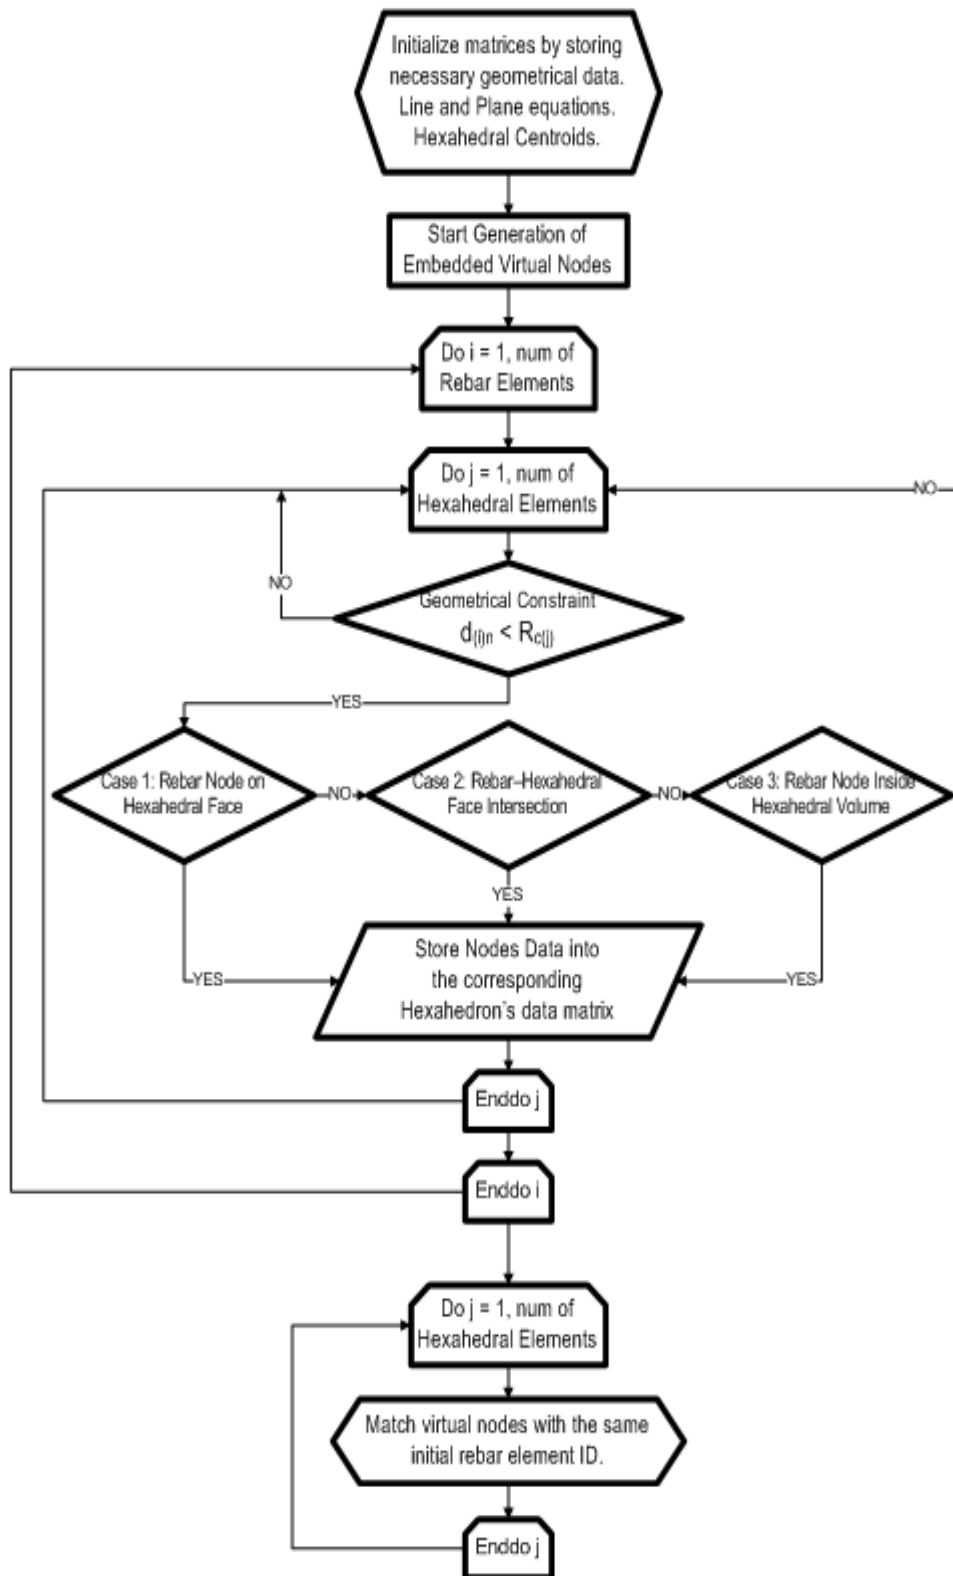 Initialize matrices by storing
necessary geometrical data.
Line and Plane equations.
Hexahedral Centroids.
Start Generation of
Embedded Virtual Nodes
Do i = 1, num of
Rebar Elements
Do j = 1, num of
Hexahedral Elements
NO
NO
Geometrical Constraint
d(i)n < Rc(j)
YES
Case 1: Rebar Node on
Hexahedral Face
NO
Case 2: Rebar–Hexahedral
Face Intersection
NO
Case 3: Rebar Node Inside
Hexahedral Volume
YES
Store Nodes Data into
the corresponding
Hexahedron's data matrix
YES
YES
Enddo j
Enddo i
Do j = 1, num of
Hexahedral Elements
Match virtual nodes with the same
initial rebar element ID.
Enddo j